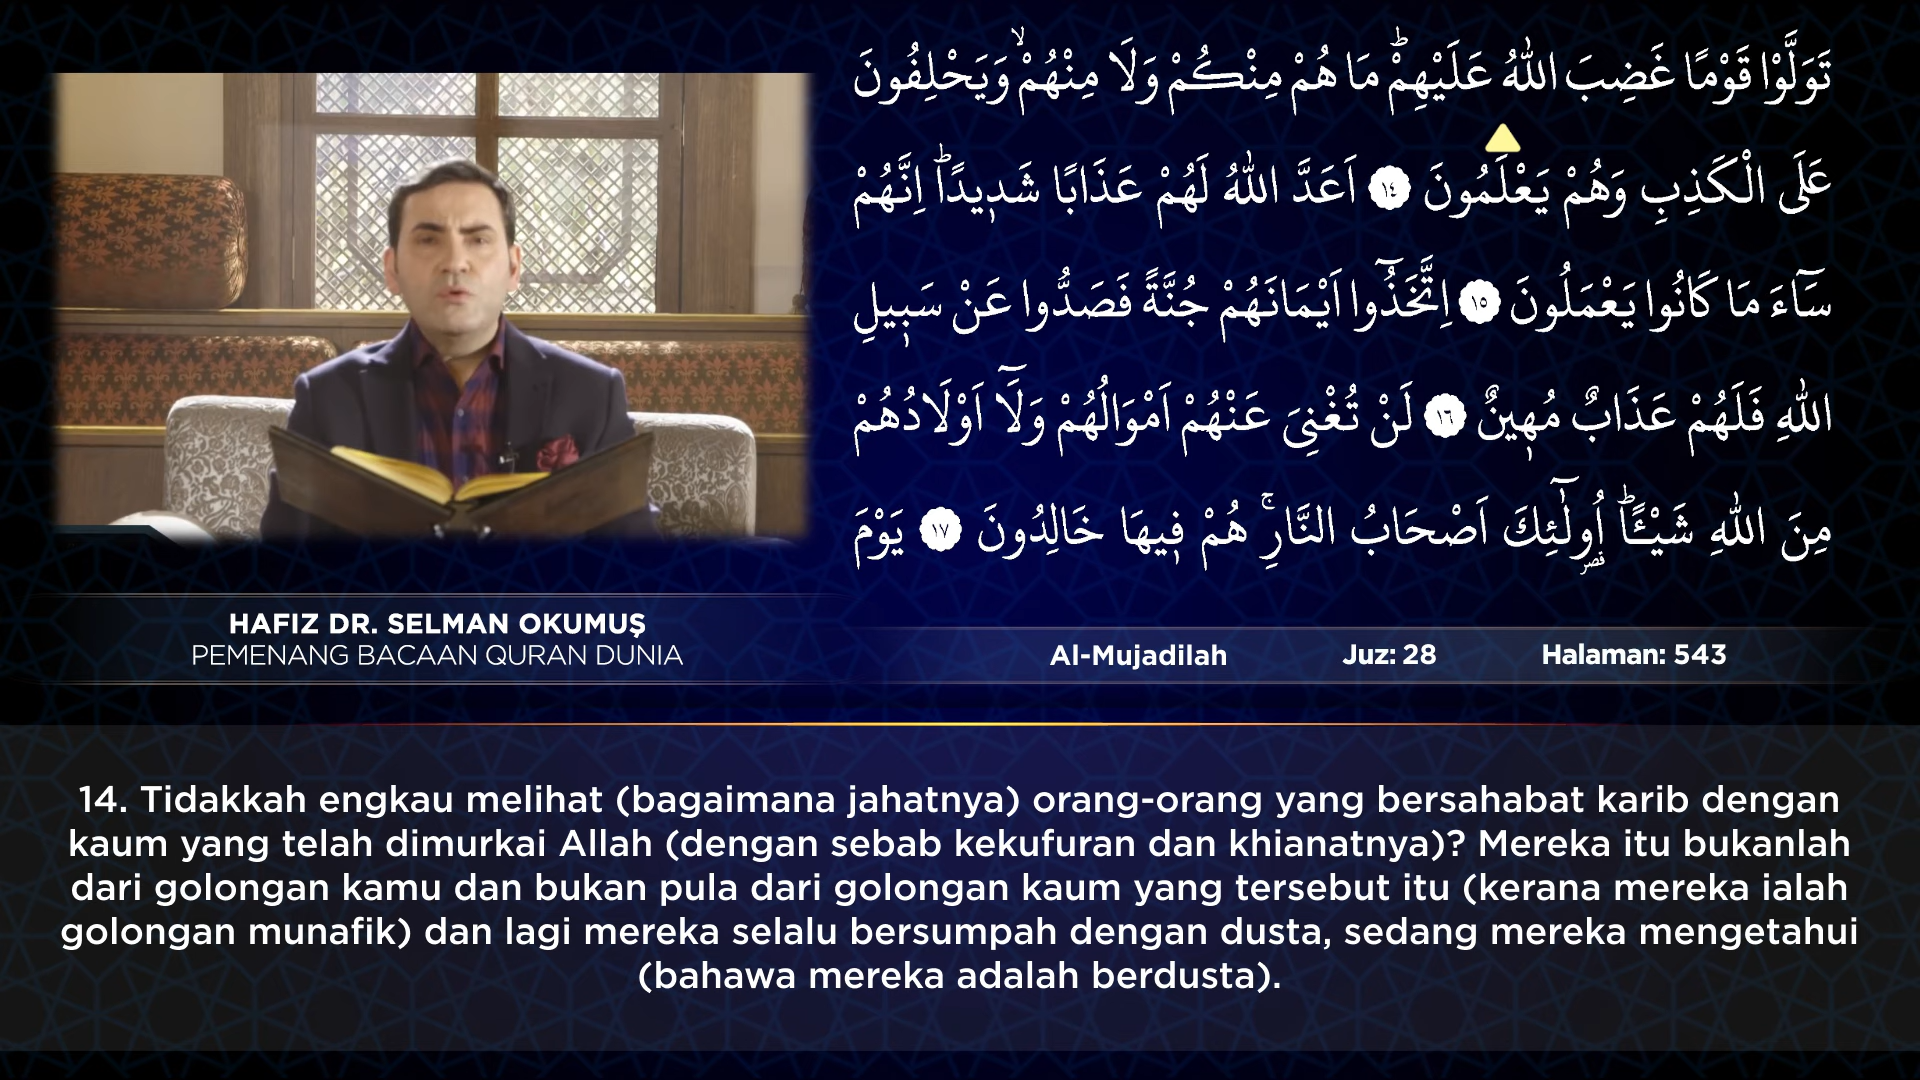 تَوَلَّوْا قَوْمًا غَضِبَ اللّٰهُ عَلَيْهِمْۜ مَا هُمْ مِنْكُمْ وَلَا مِنْهُمْۙ وَيَحْلِفُونَ
عَلَى الْكَذِبِ وَهُمْ يَعْلَمُونَ ١٤ اَعَدَّ اللّٰهُ لَهُمْ عَذَابًا شَدٖيدًاۜ اِنَّهُمْ
سَٓاءَ مَا كَانُوا يَعْمَلُونَ ١٥ اِتَّخَذُٓوا اَيْمَانَهُمْ جُنَّةً فَصَدُّوا عَنْ سَبٖيلِ
اللّٰهِ فَلَهُمْ عَذَابٌ مُهٖينٌ ١٦ لَنْ تُغْنِيَ عَنْهُمْ اَمْوَالُهُمْ وَلَٓا اَوْلَادُهُمْ
مِنَ اللّٰهِ شَيْـًٔاۜ اُو۬لٰٓئِكَ اَصْحَابُ النَّارِۚ هُمْ فٖيهَا خَالِدُونَ ١٧ يَوْمَ
قصر
HAFIZ DR. SELMAN OKUMUŞ
PEMENANG BACAAN QURAN DUNIA
Al-Mujadilah Juz: 28 Halaman: 543
14. Tidakkah engkau melihat (bagaimana jahatnya) orang-orang yang bersahabat karib dengan
kaum yang telah dimurkai Allah (dengan sebab kekufuran dan khianatnya)? Mereka itu bukanlah
dari golongan kamu dan bukan pula dari golongan kaum yang tersebut itu (kerana mereka ialah
golongan munafik) dan lagi mereka selalu bersumpah dengan dusta, sedang mereka mengetahui
(bahawa mereka adalah berdusta).